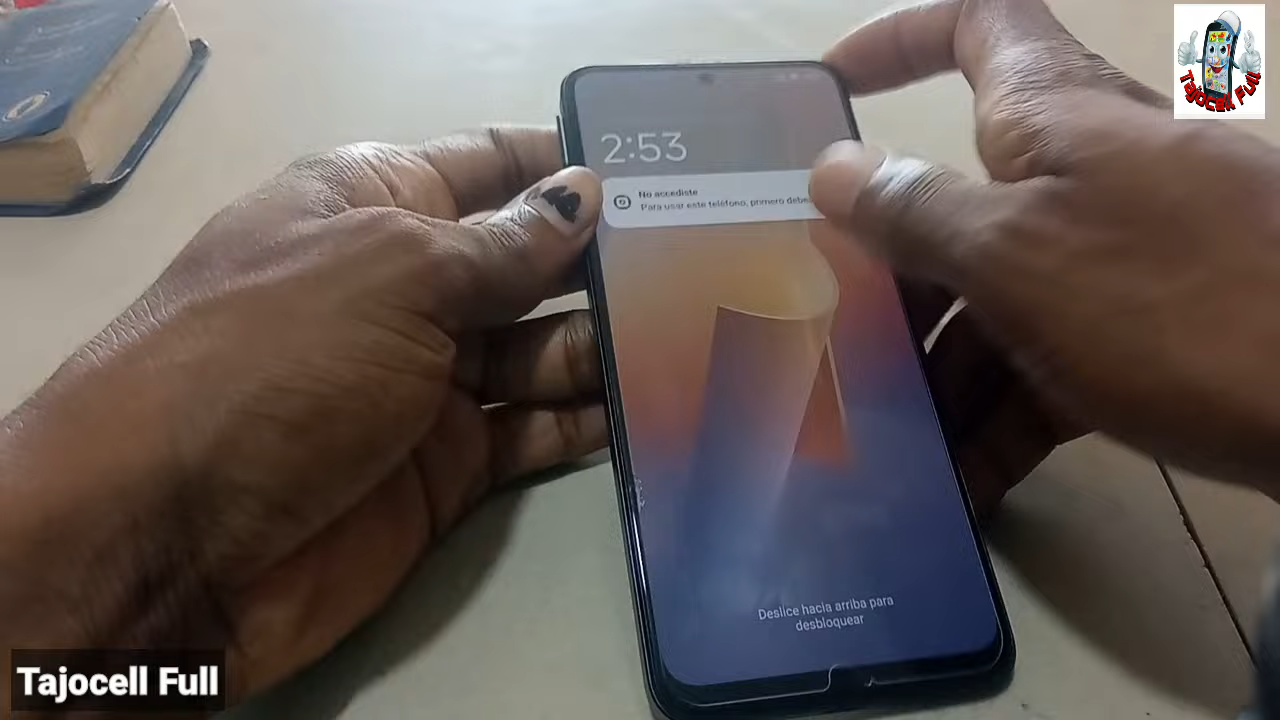 Tajocell Full
2:53
No accediste
Para usar este teléfono, primero debe
Deslice hacia arriba para
desbloquear
Tajocell Full